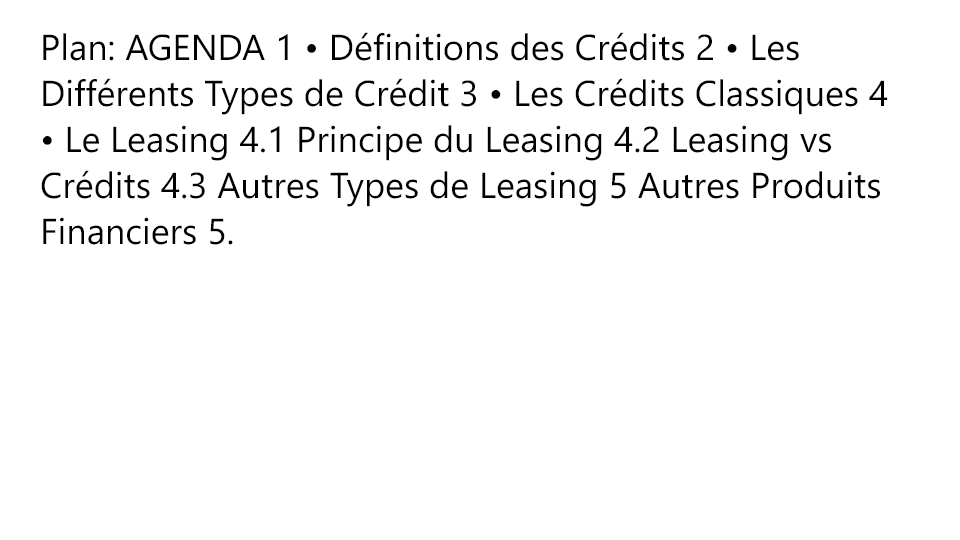 Plan: AGENDA 1 • Définitions des Crédits 2 • Les
Différents Types de Crédit 3 • Les Crédits Classiques 4
• Le Leasing 4.1 Principe du Leasing 4.2 Leasing vs
Crédits 4.3 Autres Types de Leasing 5 Autres Produits
Financiers 5.